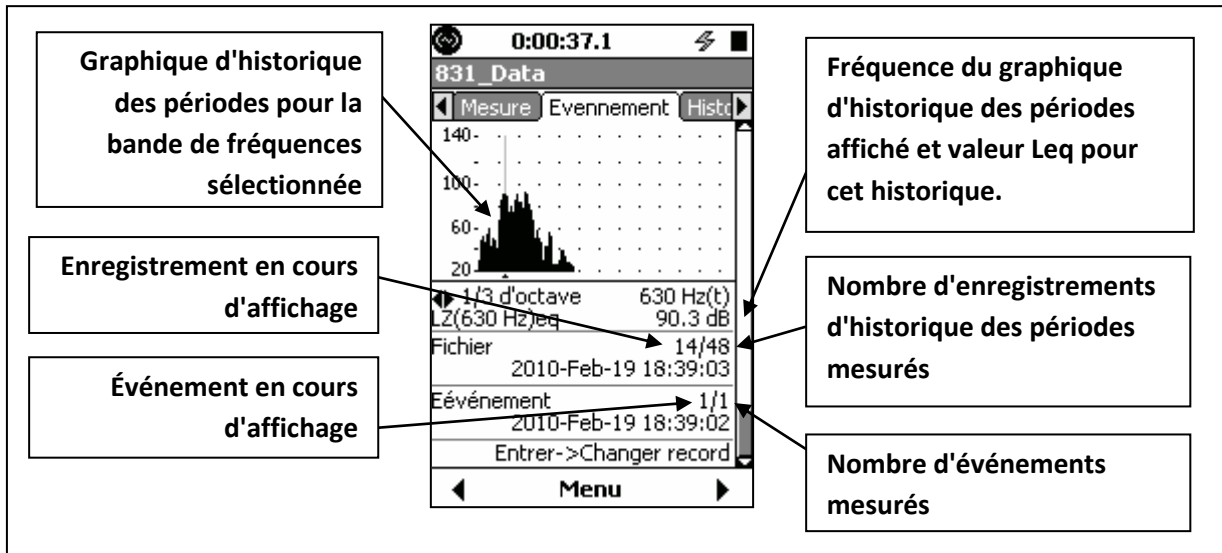 Graphique d'historique
des périodes pour la
bande de fréquences
sélectionnée
Enregistrement en cours
d'affichage
Événement en cours
d'affichage
0:00:37.1
831_Data
Mesure Evennement Histo
140
100
60
20
1/3 d'octave 630 Hz(t)
LZ(630 Hz)eq 90.3 dB
Fichier 14/48
2010-Feb-19 18:39:03
Eévénement 1/1
2010-Feb-19 18:39:02
Entrer->Changer record
Menu
Fréquence du graphique
d'historique des périodes
affiché et valeur Leq pour
cet historique.
Nombre d'enregistrements
d'historique des périodes
mesurés
Nombre d'événements
mesurés